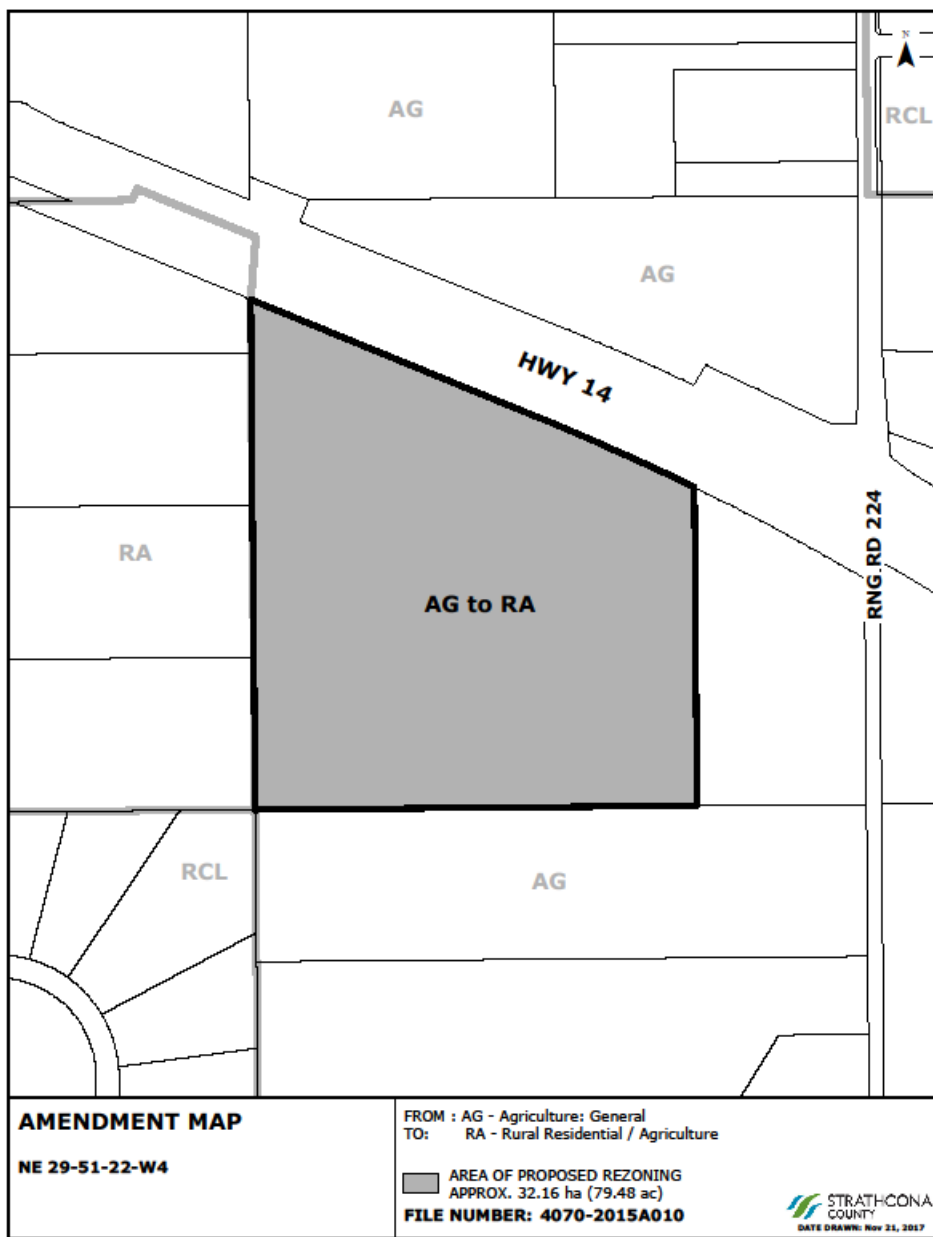 N
AG
RCL
AG
HWY 14
RNG.RD 224
RA
AG to RA
RCL
AG
AMENDMENT MAP
NE 29-51-22-W4
FROM : AG - Agriculture: General
TO: RA - Rural Residential / Agriculture
AREA OF PROPOSED REZONING
APPROX. 32.16 ha (79.48 ac)
FILE NUMBER: 4070-2015A010
STRATHCONA
COUNTY
DATE DRAWN: Nov 21, 2017